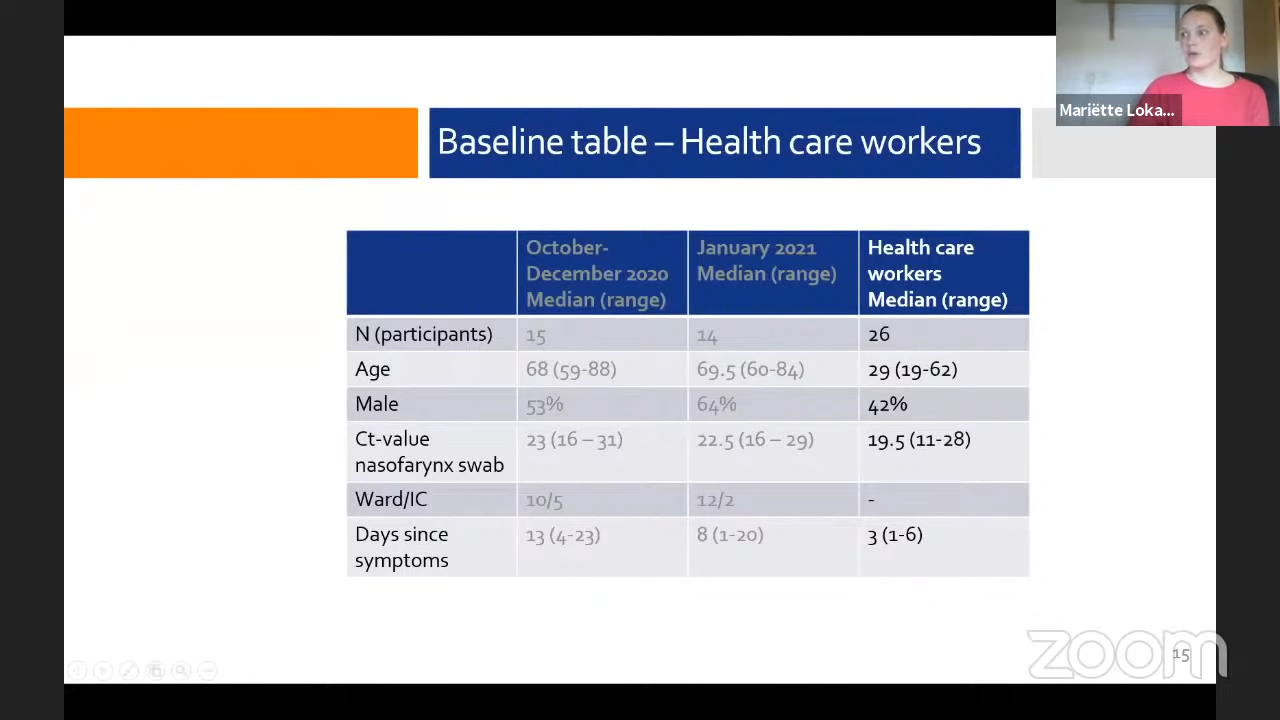 Mariëtte Loka...
Baseline table – Health care workers
October-
December 2020
Median (range)
January 2021
Median (range)
Health care
workers
Median (range)
N (participants) 15 14 26
Age 68 (59-88) 69.5 (60-84) 29 (19-62)
Male 53% 64% 42%
Ct-value
nasofarynx swab
23 (16 – 31) 22.5 (16 – 29) 19.5 (11-28)
Ward/IC 10/5 12/2 -
Days since
symptoms
13 (4-23) 8 (1-20) 3 (1-6)
zoom
15